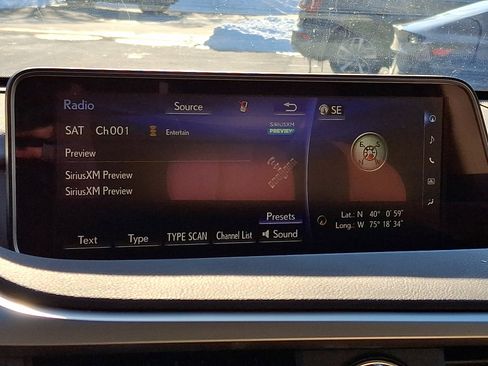 Radio
Source
SE
SAT Ch001 Entertain
SIRIUSXM
PREVIEW
Preview
SiriusXM Preview
SiriusXM Preview
Presets
Text
Type
TYPE SCAN
Channel List
Sound
Lat.: N 40° 0' 59"
Long.: W 75° 18' 34"